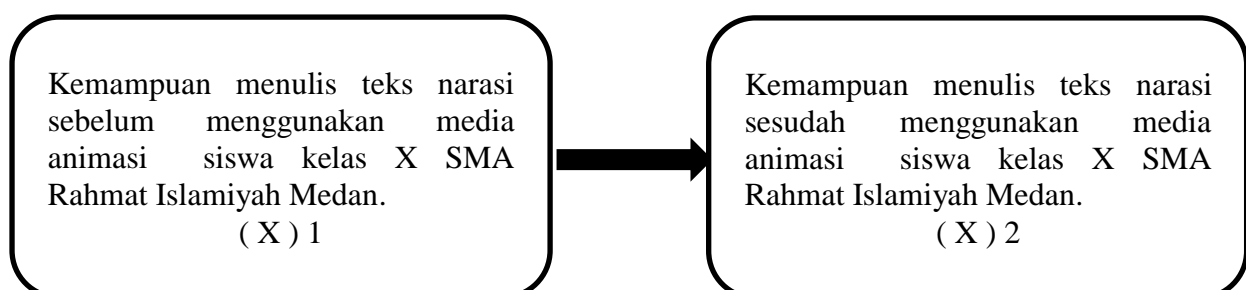 Kemampuan menulis teks narasi
sebelum menggunakan media
animasi siswa kelas X SMA
Rahmat Islamiyah Medan.
( X ) 1
Kemampuan menulis teks narasi
sesudah menggunakan media
animasi siswa kelas X SMA
Rahmat Islamiyah Medan.
( X ) 2